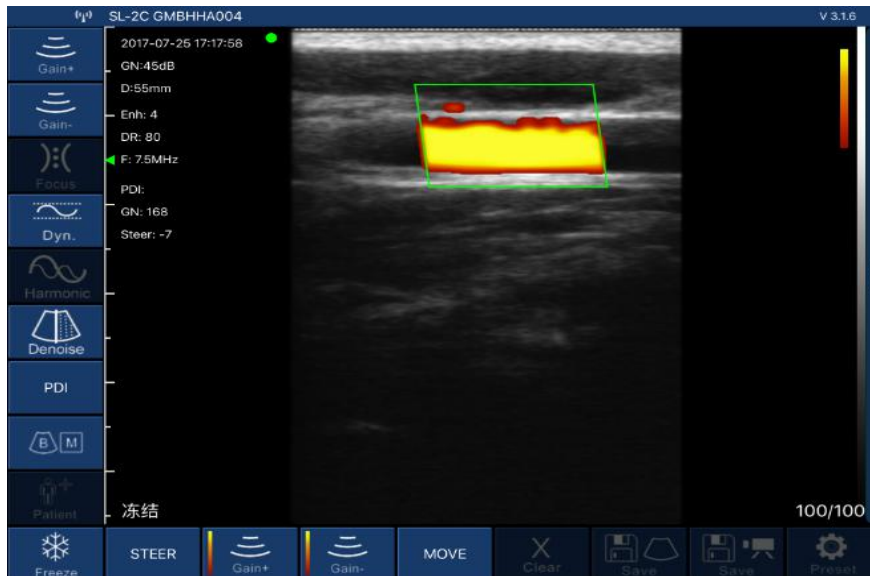 SL-2C GMBHHA004
V 3.1.6
Gain+
Gain-
Focus
Dyn.
Harmonic
Denoise
PDI
B M
Patient
Freeze
2017-07-25 17:17:58
GN:45dB
D:55mm
Enh: 4
DR: 80
F: 7.5MHz
PDI:
GN: 168
Steer: -7
冻结
100/100
STEER
Gain+
Gain-
MOVE
Clear
Save
Save
Preset